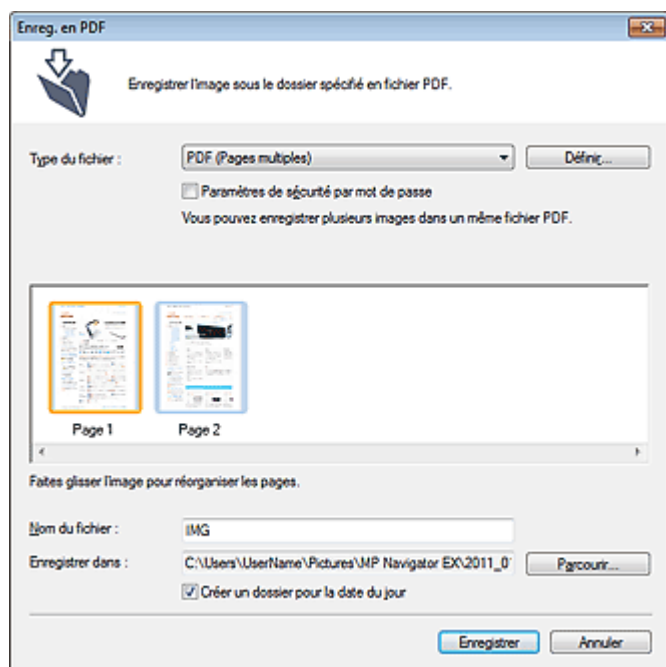 Enreg. en PDF
Enregistrer l'image sous le dossier spécifié en fichier PDF.
Type du fichier : PDF (Pages multiples) Définir...
Paramètres de sécurité par mot de passe
Vous pouvez enregistrer plusieurs images dans un même fichier PDF.
Page 1 Page 2
Faites glisser l'image pour réorganiser les pages.
Nom du fichier : IMG
Enregistrer dans : C:\Users\UserName\Pictures\MP Navigator EX\2011_0 Parcourir...
Créer un dossier pour la date du jour
Enregistrer Annuler